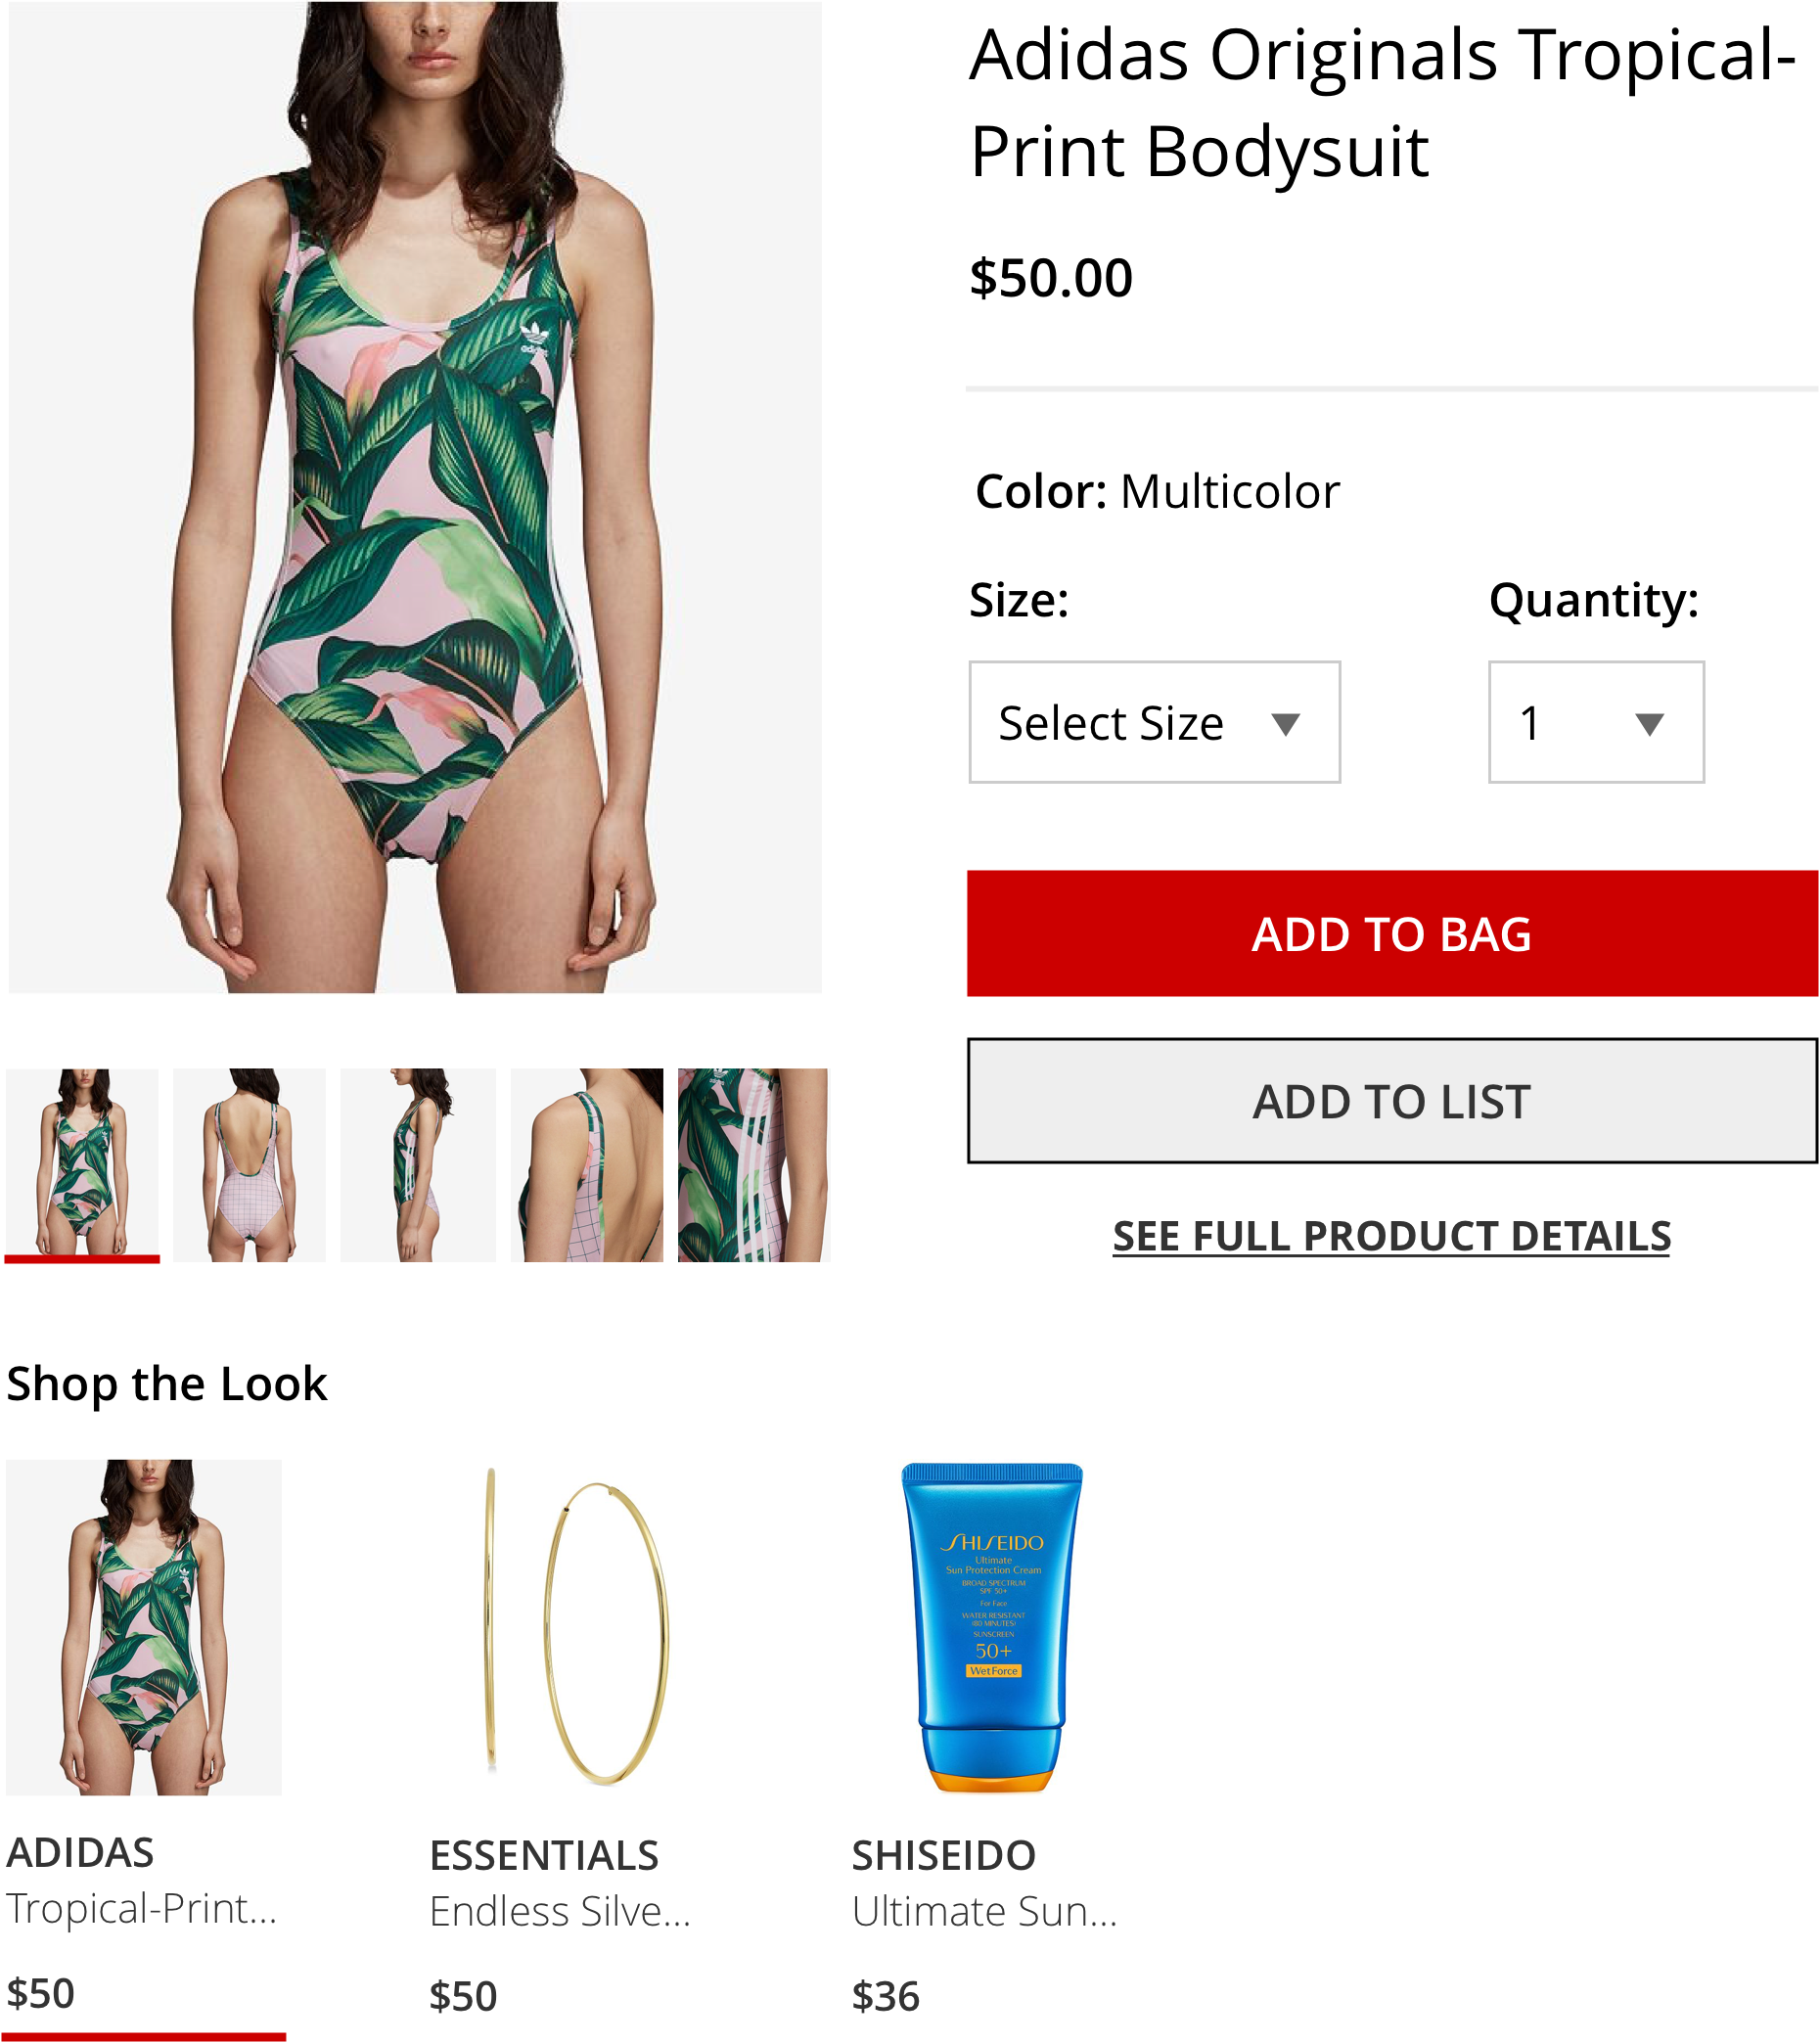 Adidas Originals Tropical-
Print Bodysuit
$50.00
Color: Multicolor
Size:
Quantity:
Select Size
1
ADD TO BAG
ADD TO LIST
SEE FULL PRODUCT DETAILS
adidas
Shop the Look
SHISEIDO
Ultimate
Sun Protection Cream
BROAD SPECTRUM
SPF 50+
For Face
WATER RESISTANT
(80 MINUTES)
SUNSCREEN
50+
WetForce
ADIDAS
Tropical-Print...
$50
ESSENTIALS
Endless Silve...
$50
SHISEIDO
Ultimate Sun...
$36